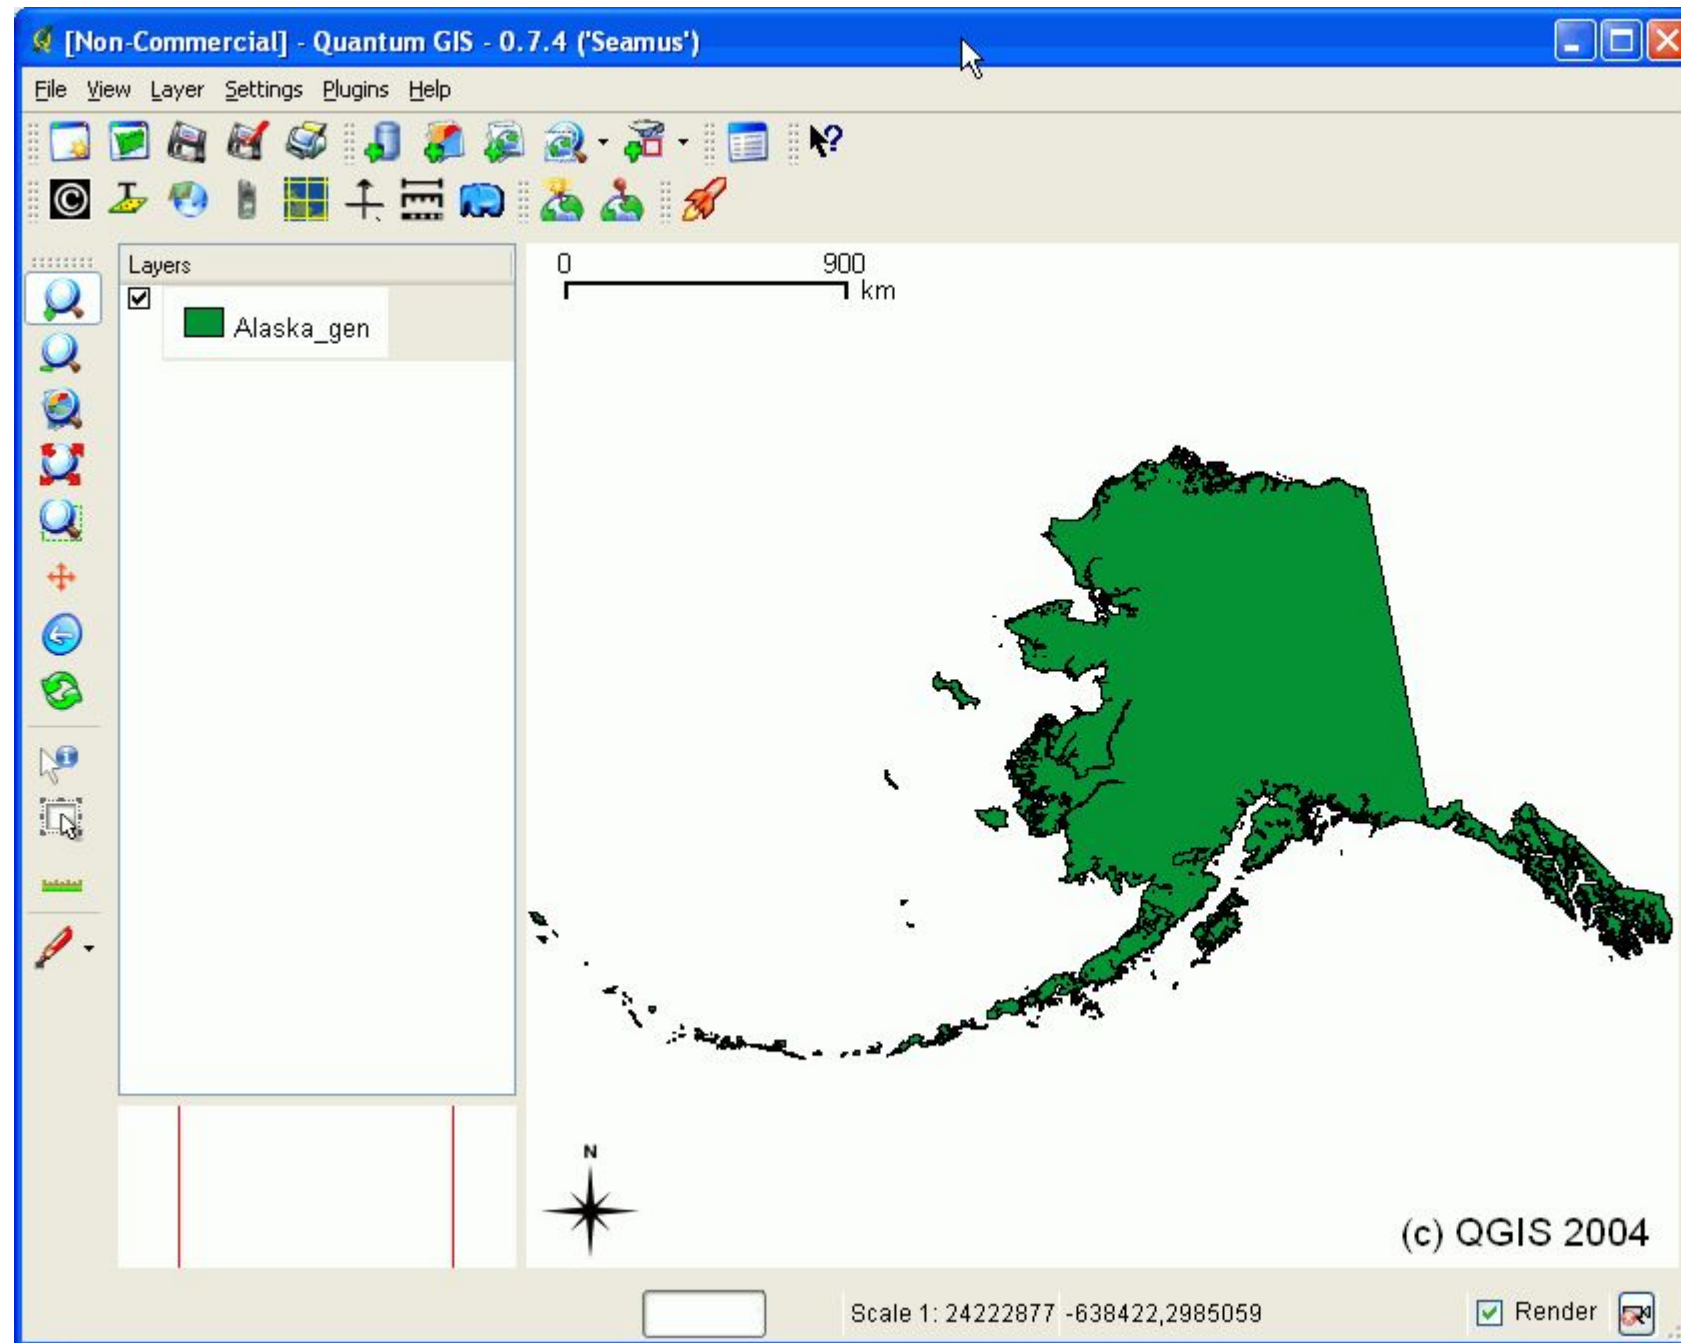 [Non-Commercial] - Quantum GIS - 0.7.4 ('Seamus')
File View Layer Settings Plugins Help
Layers
Alaska_gen
0 900
km
N
(c) QGIS 2004
Scale 1: 24222877 -638422,2985059 Render